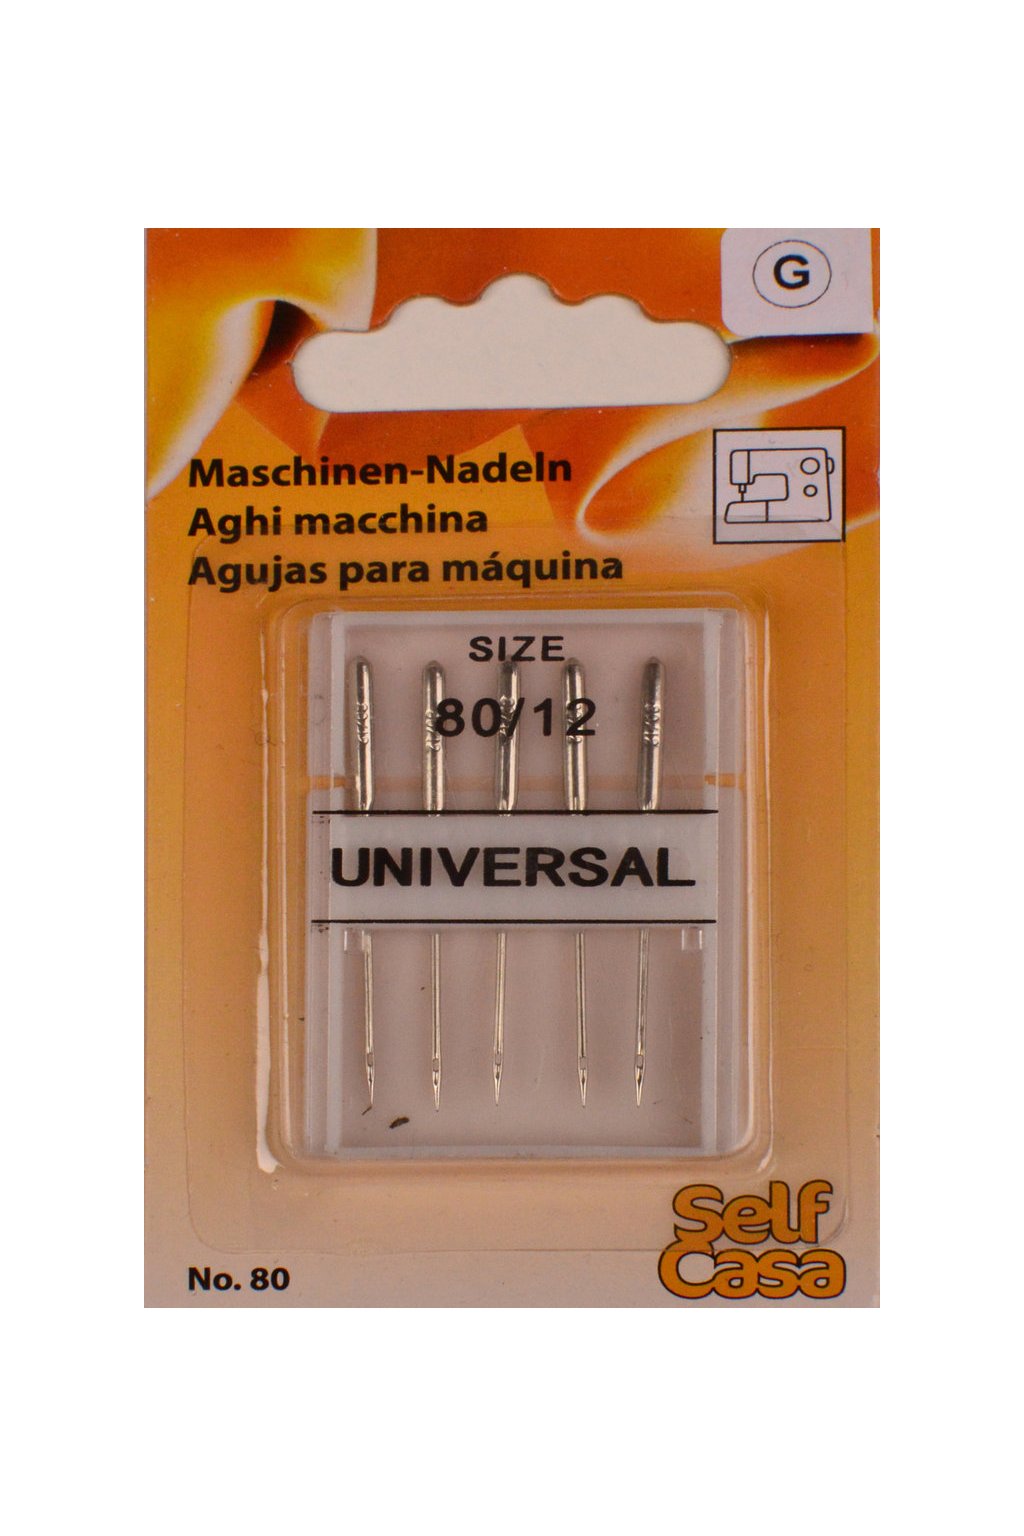 G
Maschinen-Nadeln
Aghi macchina
Agujas para máquina
SIZE
80/12
UNIVERSAL
Self
Casa
No. 80